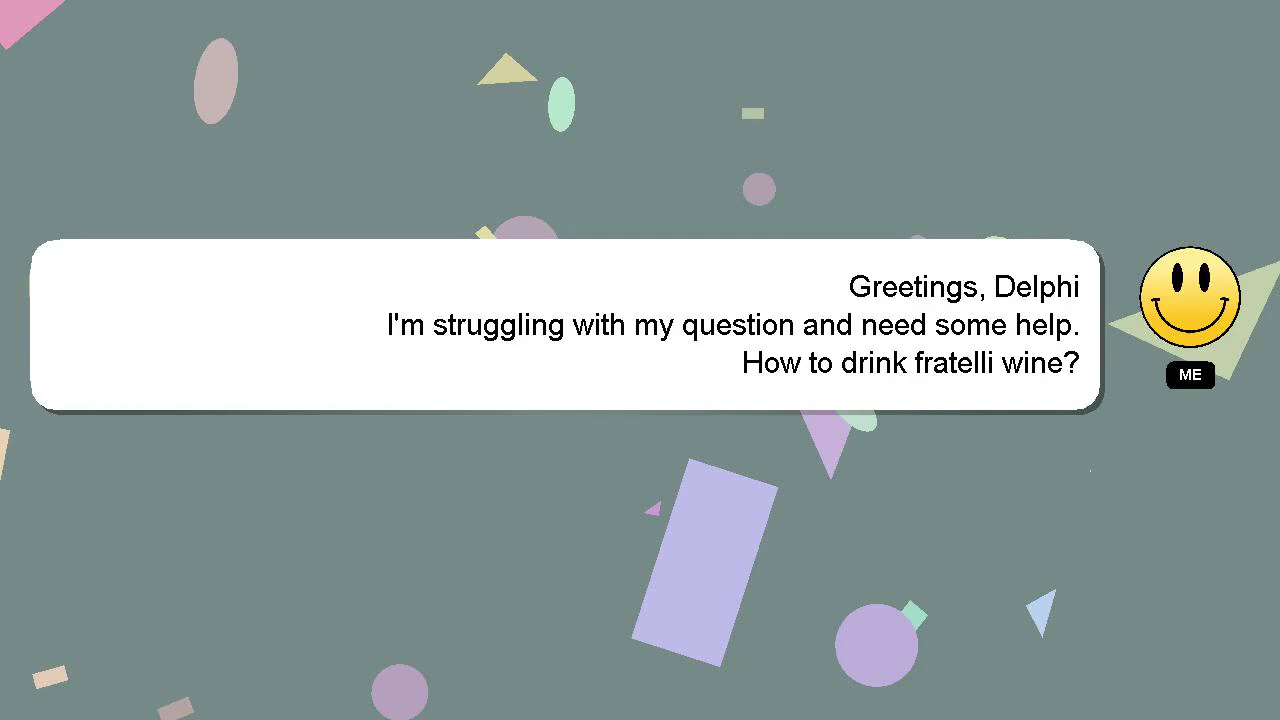 Greetings, Delphi
I'm struggling with my question and need some help.
How to drink fratelli wine?
ME